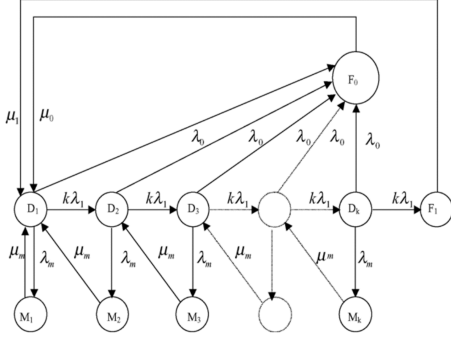 F₀
μ₁
μ₀
λ₀ λ₀ λ₀ λ₀ λ₀
kλ₁ kλ₁ kλ₁ kλ₁ kλ₁
D₁ D₂ D₃ Dₖ F₁
μₘ λₘ μₘ λₘ μₘ λₘ μₘ μₘ λₘ
M₁ M₂ M₃ Mₖ